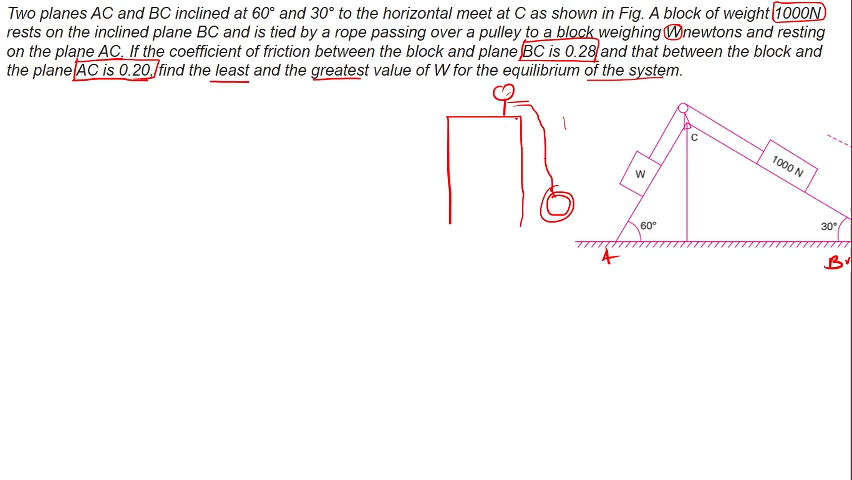 Two planes AC and BC inclined at 60° and 30° to the horizontal meet at C as shown in Fig. A block of weight 1000N
rests on the inclined plane BC and is tied by a rope passing over a pulley to a block weighing W newtons and resting
on the plane AC. If the coefficient of friction between the block and plane BC is 0.28 and that between the block and
the plane AC is 0.20, find the least and the greatest value of W for the equilibrium of the system.
C
W
1000 N
60°
30°
A
B